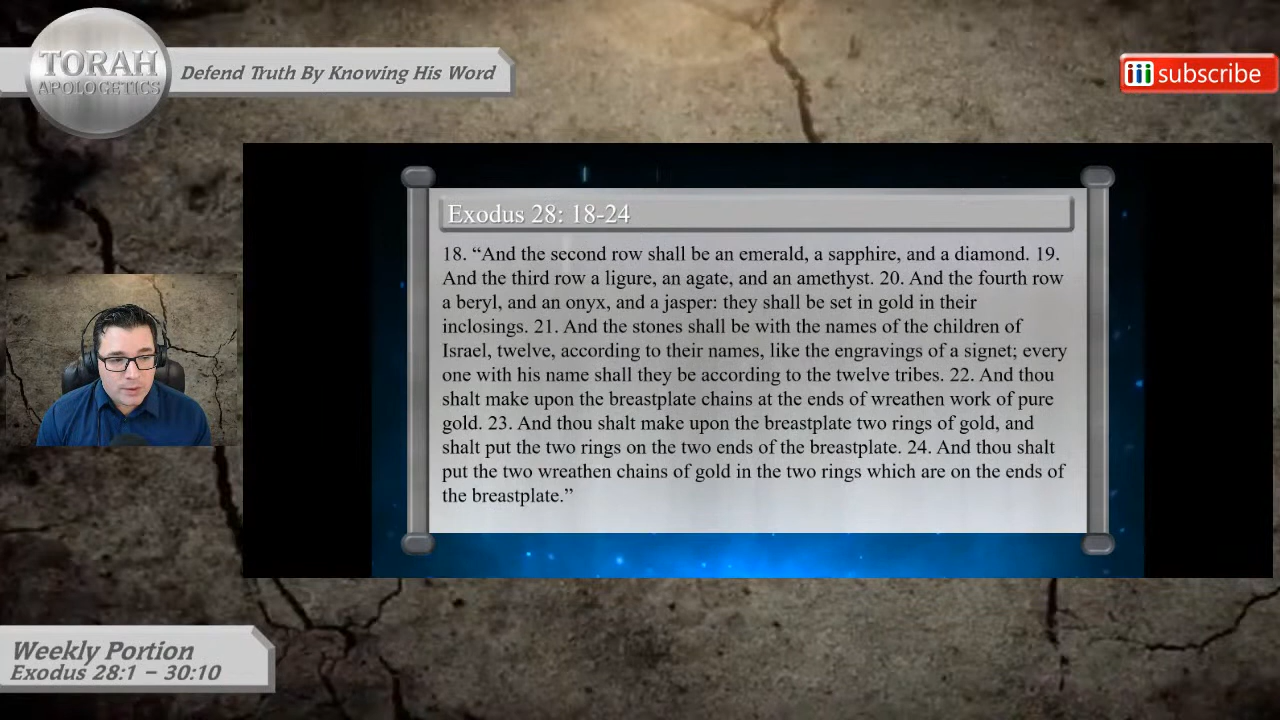 TORAH
APOLOGETICS
Defend Truth By Knowing His Word
subscribe
Exodus 28: 18-24
18. “And the second row shall be an emerald, a sapphire, and a diamond. 19.
And the third row a ligure, an agate, and an amethyst. 20. And the fourth row
a beryl, and an onyx, and a jasper: they shall be set in gold in their
inclosings. 21. And the stones shall be with the names of the children of
Israel, twelve, according to their names, like the engravings of a signet; every
one with his name shall they be according to the twelve tribes. 22. And thou
shalt make upon the breastplate chains at the ends of wreathen work of pure
gold. 23. And thou shalt make upon the breastplate two rings of gold, and
shalt put the two rings on the two ends of the breastplate. 24. And thou shalt
put the two wreathen chains of gold in the two rings which are on the ends of
the breastplate.”
Weekly Portion
Exodus 28:1 – 30:10